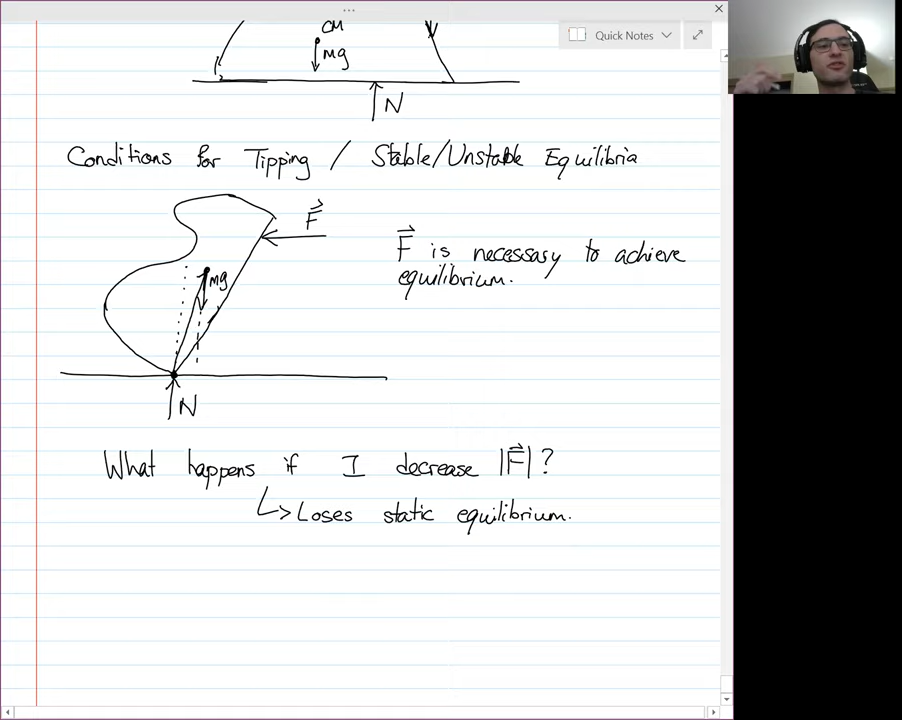 Quick Notes
CM
mg
N
Conditions for Tipping / Stable/Unstable Equilibria
F
F is necessary to achieve
equilibrium.
mg
N
What happens if I decrease |F|?
Loses static equilibrium.